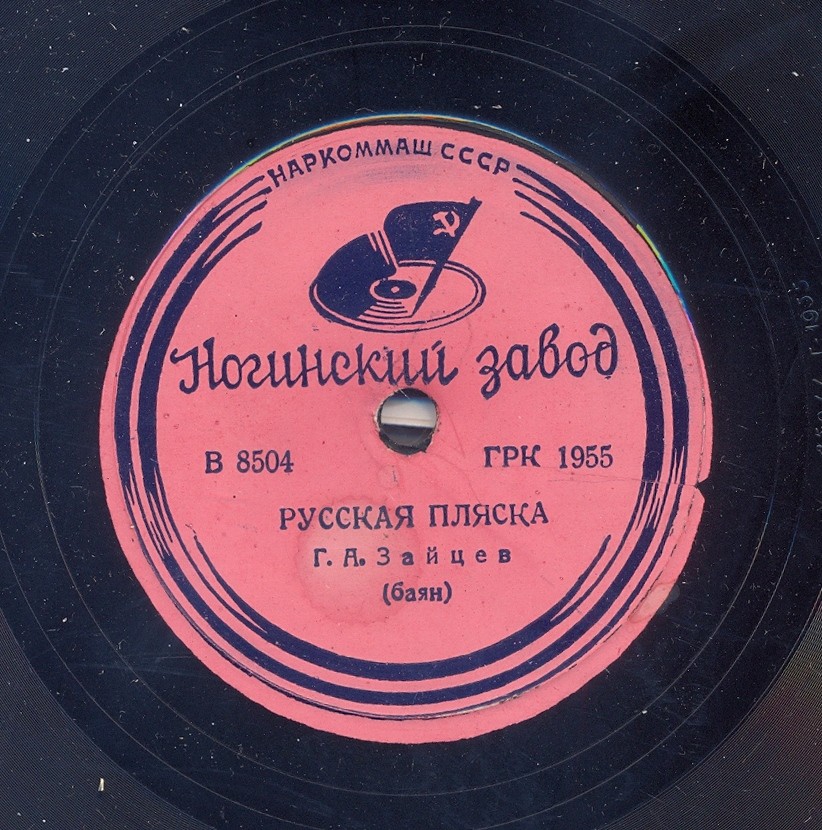 НАРКОММАШ СССР
Ногинский завод
В 8504 ГРК 1955
РУССКАЯ ПЛЯСКА
Г. А. Зайцев
(баян)